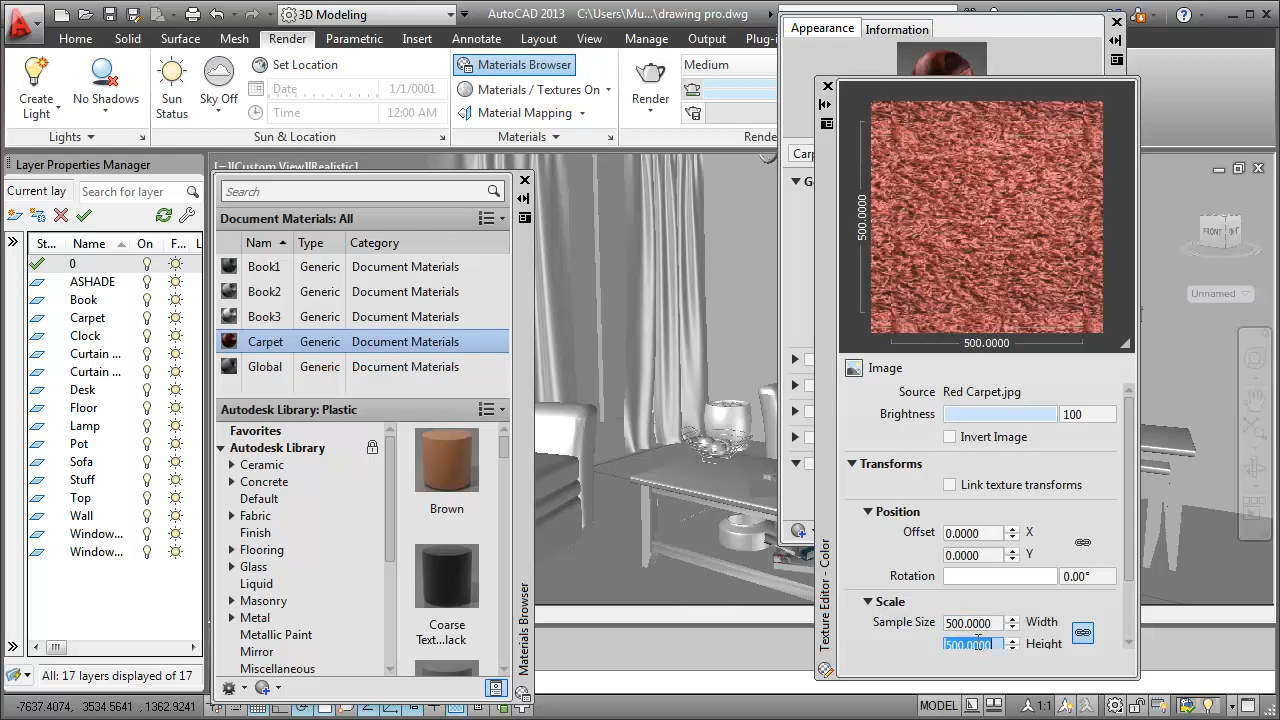 3D Modeling
AutoCAD 2013 C:\Users\Mu...\drawing pro.dwg
Home Solid Surface Mesh Render Parametric Insert Annotate Layout View Manage Output Plug-i
Create Light
No Shadows
Sun Status
Sky Off
Set Location
Date 1/1/0001
Time 12:00 AM
Materials Browser
Materials / Textures On
Material Mapping
Render
Medium
Lights
Sun & Location
Materials
Rende
Appearance Information
Carp
Ge
Layer Properties Manager
Current lay Search for layer
St... Name On F... L
0
ASHADE
Book
Carpet
Clock
Curtain ...
Curtain ...
Desk
Floor
Lamp
Pot
Sofa
Stuff
Top
Wall
Window...
Window...
All: 17 layers displayed of 17
[−][Custom View][Realistic]
Search
Document Materials: All
Nam Type Category
Book1 Generic Document Materials
Book2 Generic Document Materials
Book3 Generic Document Materials
Carpet Generic Document Materials
Global Generic Document Materials
Autodesk Library: Plastic
Favorites
Autodesk Library
Ceramic
Concrete
Default
Fabric
Finish
Flooring
Glass
Liquid
Masonry
Metal
Metallic Paint
Mirror
Miscellaneous
Brown
Coarse
Text...lack
Materials Browser
500.0000
500.0000
Image
Source Red Carpet.jpg
Brightness 100
Invert Image
Transforms
Link texture transforms
Position
Offset 0.0000 X
0.0000 Y
Rotation 0.00°
Scale
Sample Size 500.0000 Width
500.0000 Height
Texture Editor - Color
FRONT
Unnamed
-7637.4074, 3534.5641, 1362.9241
MODEL
1:1